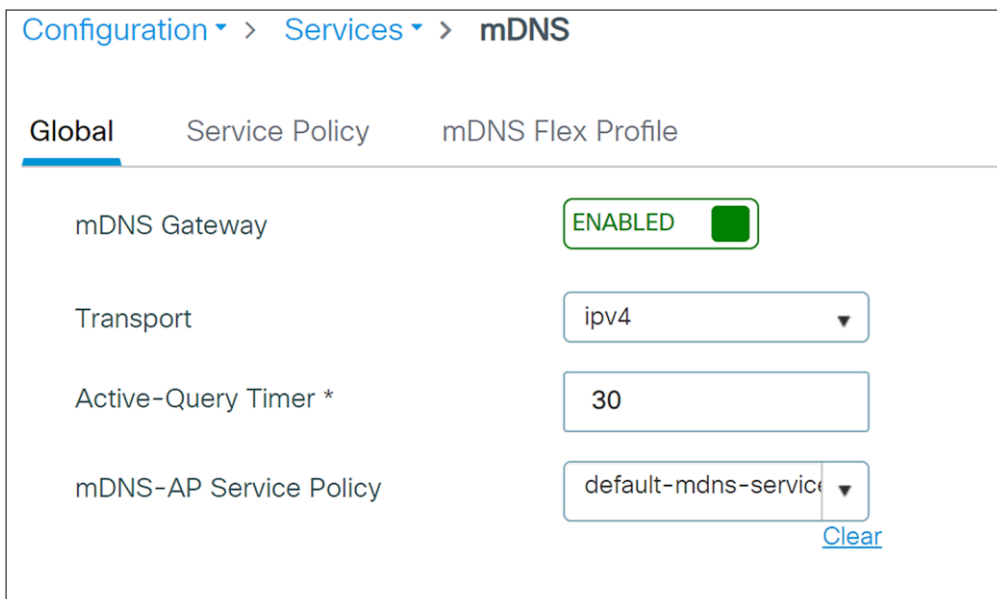 Configuration > Services > mDNS
Global Service Policy mDNS Flex Profile
mDNS Gateway ENABLED
Transport ipv4
Active-Query Timer * 30
mDNS-AP Service Policy default-mdns-service
Clear